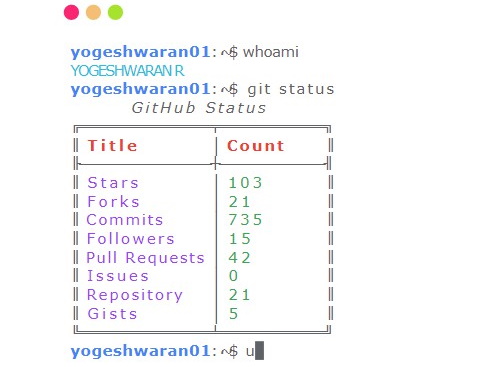 yogeshwaran01:~$ whoami
YOGESHWARAN R
yogeshwaran01:~$ git status
GitHub Status
Title Count
Stars 103
Forks 21
Commits 735
Followers 15
Pull Requests 42
Issues 0
Repository 21
Gists 5
yogeshwaran01:~$ u